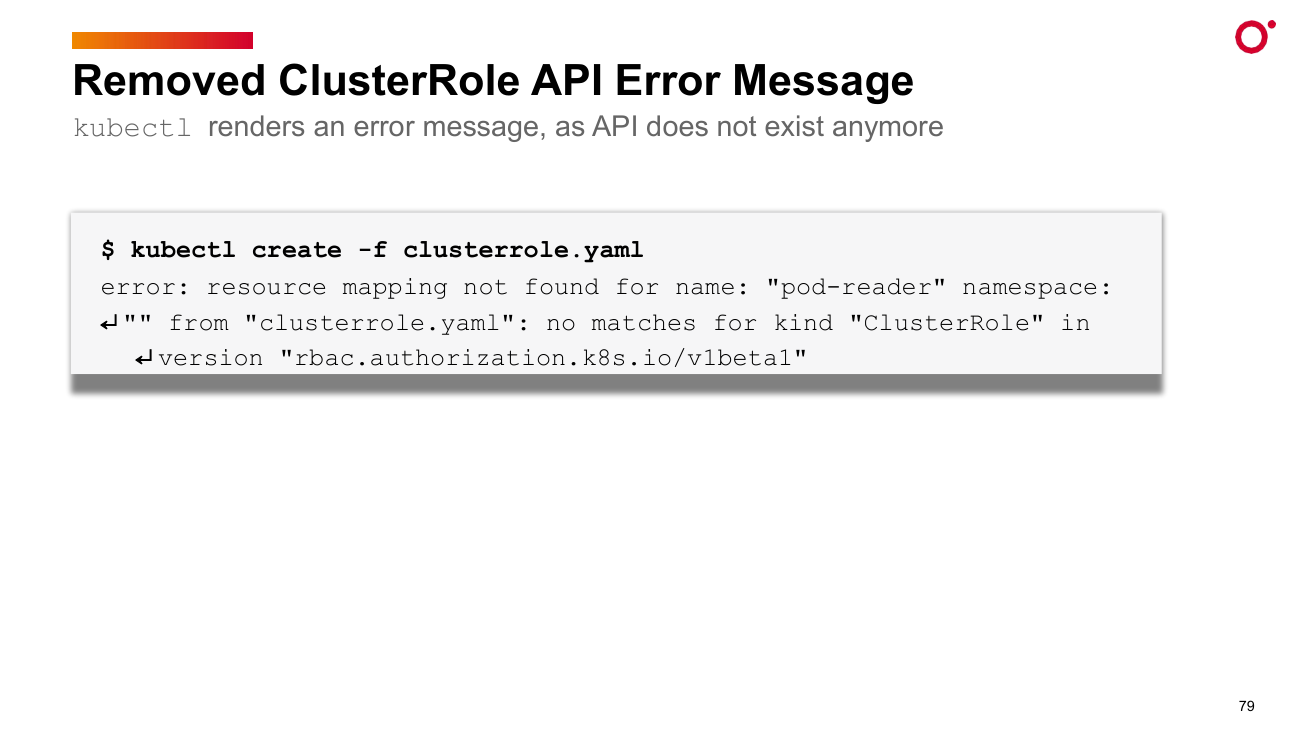 Removed ClusterRole API Error Message
kubectl renders an error message, as API does not exist anymore
$ kubectl create -f clusterrole.yaml
error: resource mapping not found for name: "pod-reader" namespace:
↵"" from "clusterrole.yaml": no matches for kind "ClusterRole" in
↵version "rbac.authorization.k8s.io/v1beta1"
79